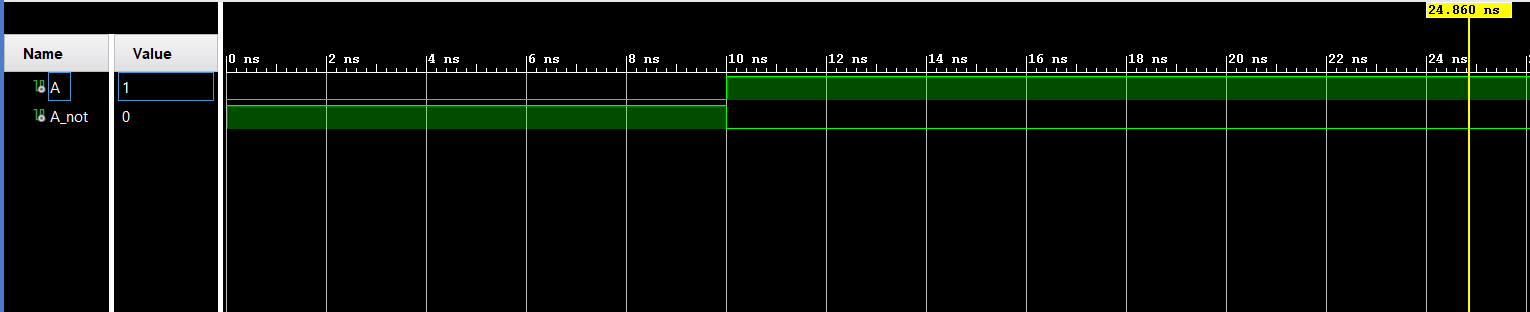 24.860 ns
Name Value
0 ns 2 ns 4 ns 6 ns 8 ns 10 ns 12 ns 14 ns 16 ns 18 ns 20 ns 22 ns 24 ns
A 1
A_not 0